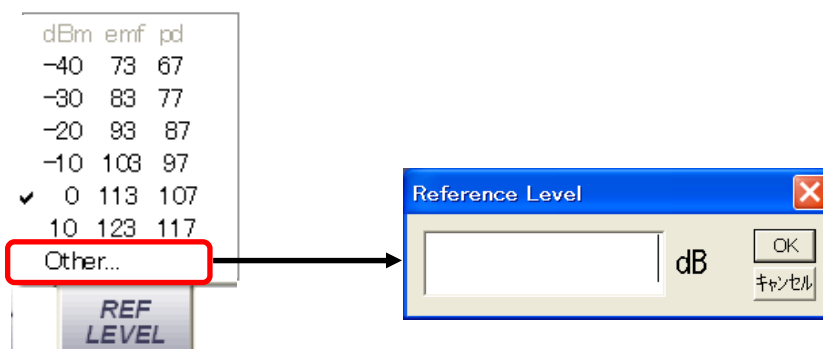 dBm emf pd
-40 73 67
-30 83 77
-20 93 87
-10 103 97
✔ 0 113 107
10 123 117
Other...
REF
LEVEL
Reference Level
dB
OK
キャンセル